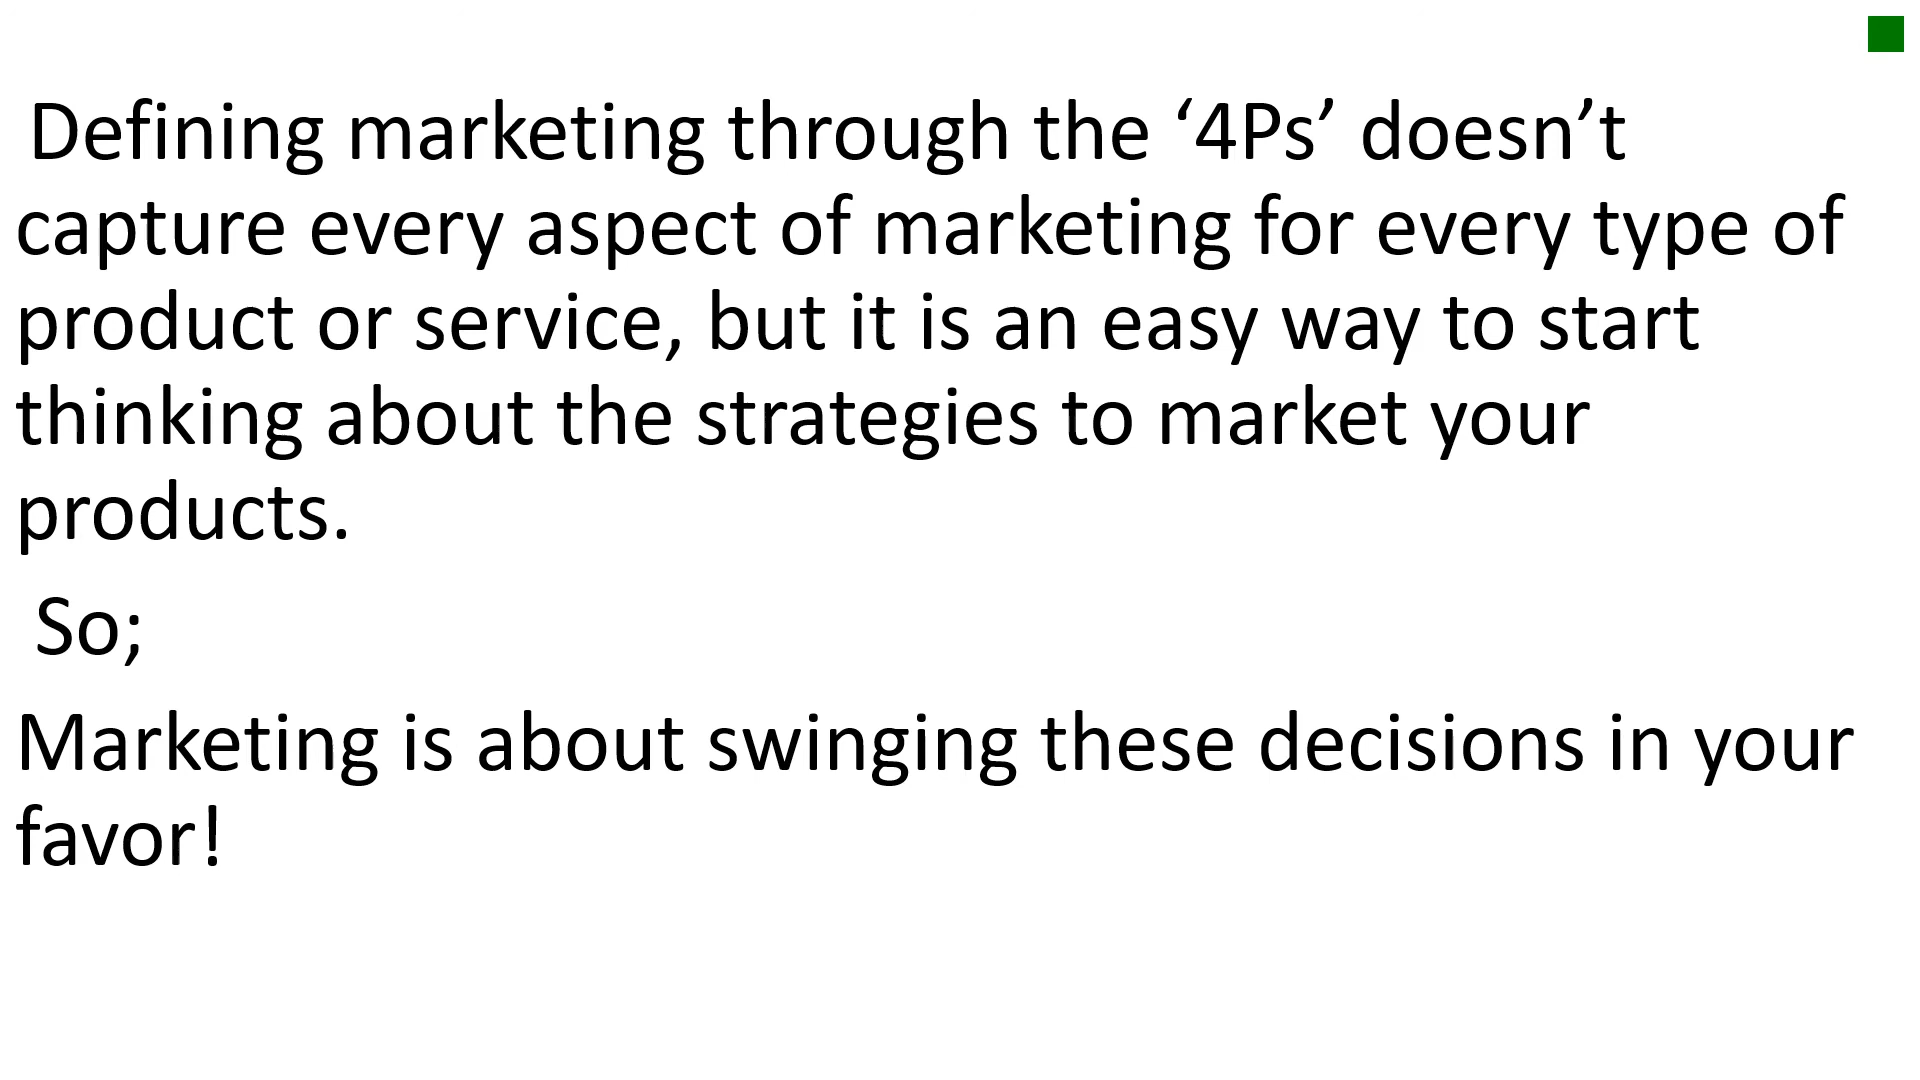 Defining marketing through the ‘4Ps’ doesn’t
capture every aspect of marketing for every type of
product or service, but it is an easy way to start
thinking about the strategies to market your
products.
So;
Marketing is about swinging these decisions in your
favor!